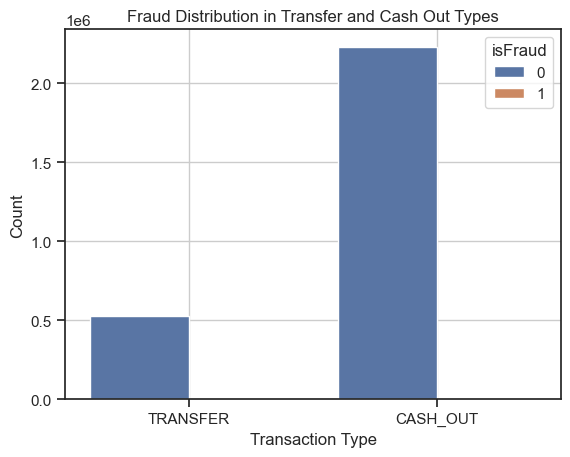 Fraud Distribution in Transfer and Cash Out Types
1e6
isFraud
0
1
2.0
1.5
1.0
0.5
0.0
Count
TRANSFER
CASH_OUT
Transaction Type